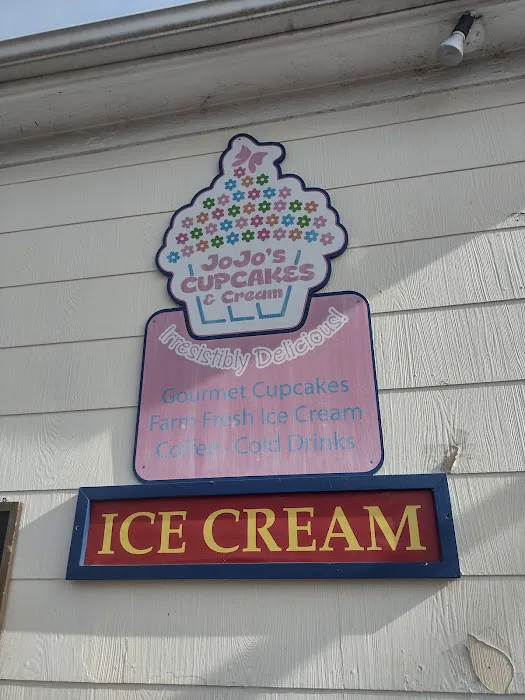 JoJo's
CUPCAKES
& Cream
Irresistibly Delicious!
Gourmet Cupcakes
Farm Fresh Ice Cream
Coffee - Cold Drinks
ICE CREAM